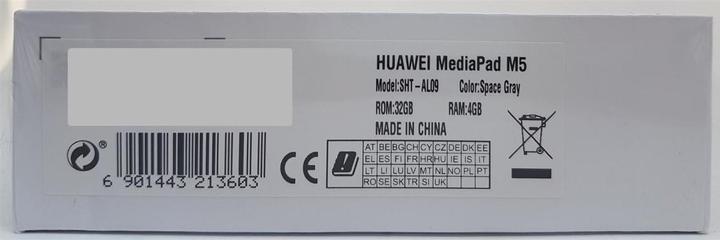 HUAWEI MediaPad M5
Model:SHT-AL09 Color:Space Gray
ROM:32GB RAM:4GB
MADE IN CHINA
AT BE BG CH CY CZ DE DK EE
EL ES FI FR HR HU IE IS IT
LT LI LU LV MT NL NO PL PT
RO SE SK TR SI UK
®
6 901443 213603
CE